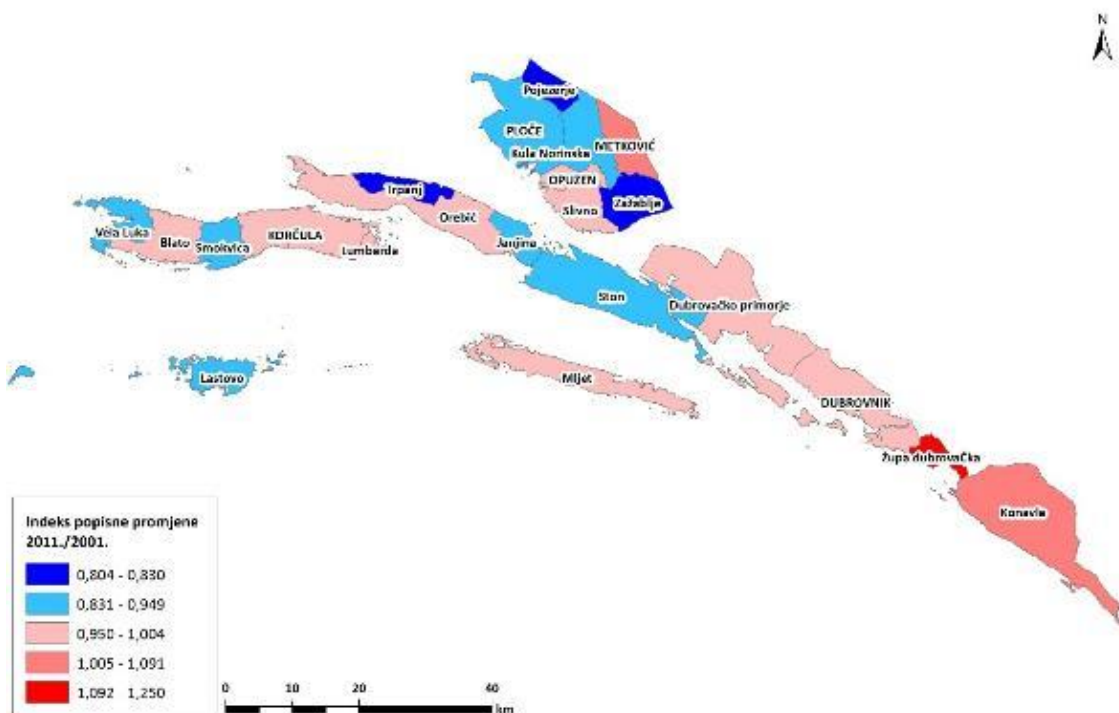 N
Pojezerje
PLOČE
Kula Norinska
METKOVIĆ
OPUZEN
Slivno
Zažablje
Trpanj
Orebić
Janjina
Vela Luka
Blato
Smokvica
KORČULA
Lumbarda
Ston
Dubrovačko primorje
Lastovo
Mljet
DUBROVNIK
Župa dubrovačka
Konavle
Indeks popisne promjene
2011./2001.
0,804 - 0,830
0,831 - 0,949
0,950 - 1,004
1,005 - 1,091
1,092 1,250
0 10 20 40
km